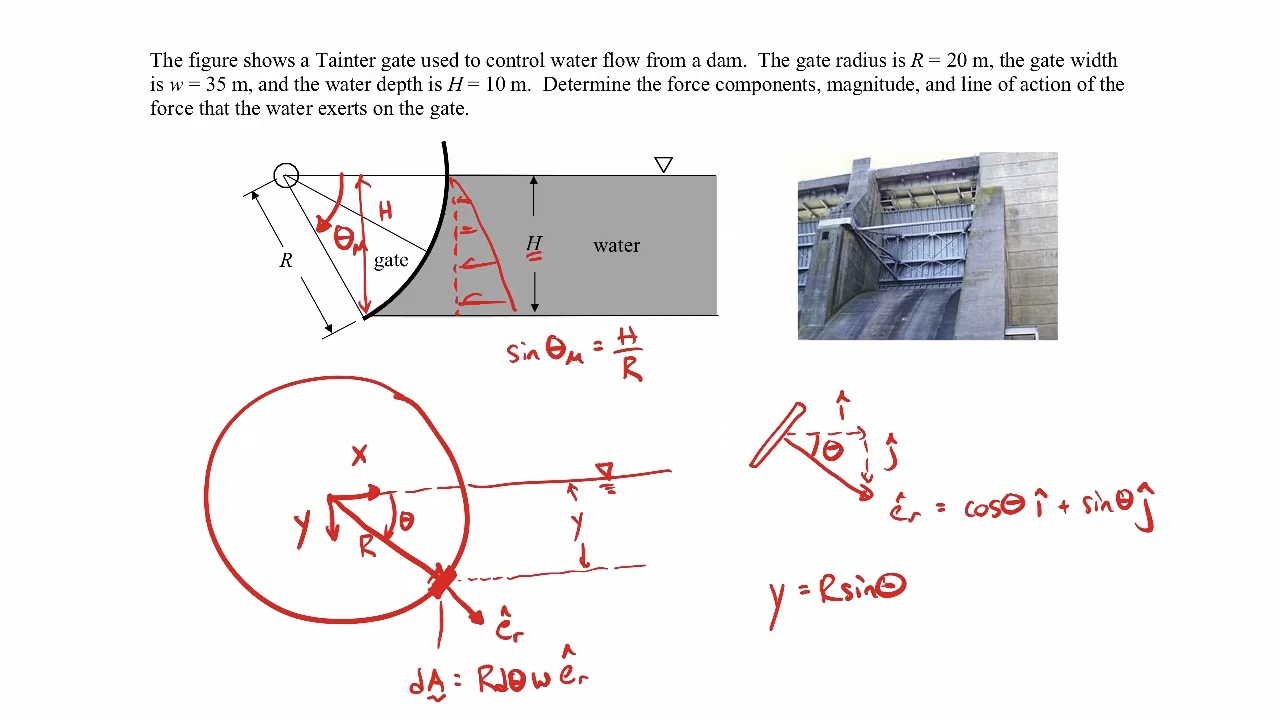 The figure shows a Tainter gate used to control water flow from a dam. The gate radius is R = 20 m, the gate width
is w = 35 m, and the water depth is H = 10 m. Determine the force components, magnitude, and line of action of the
force that the water exerts on the gate.
H
θ_M
R
gate
H
water
sin θ_M = H/R
X
y
R
θ
y
ê_r
dA = R dθ w ê_r
î
θ
ĵ
ê_r = cosθ î + sinθ ĵ
y = R sinθ